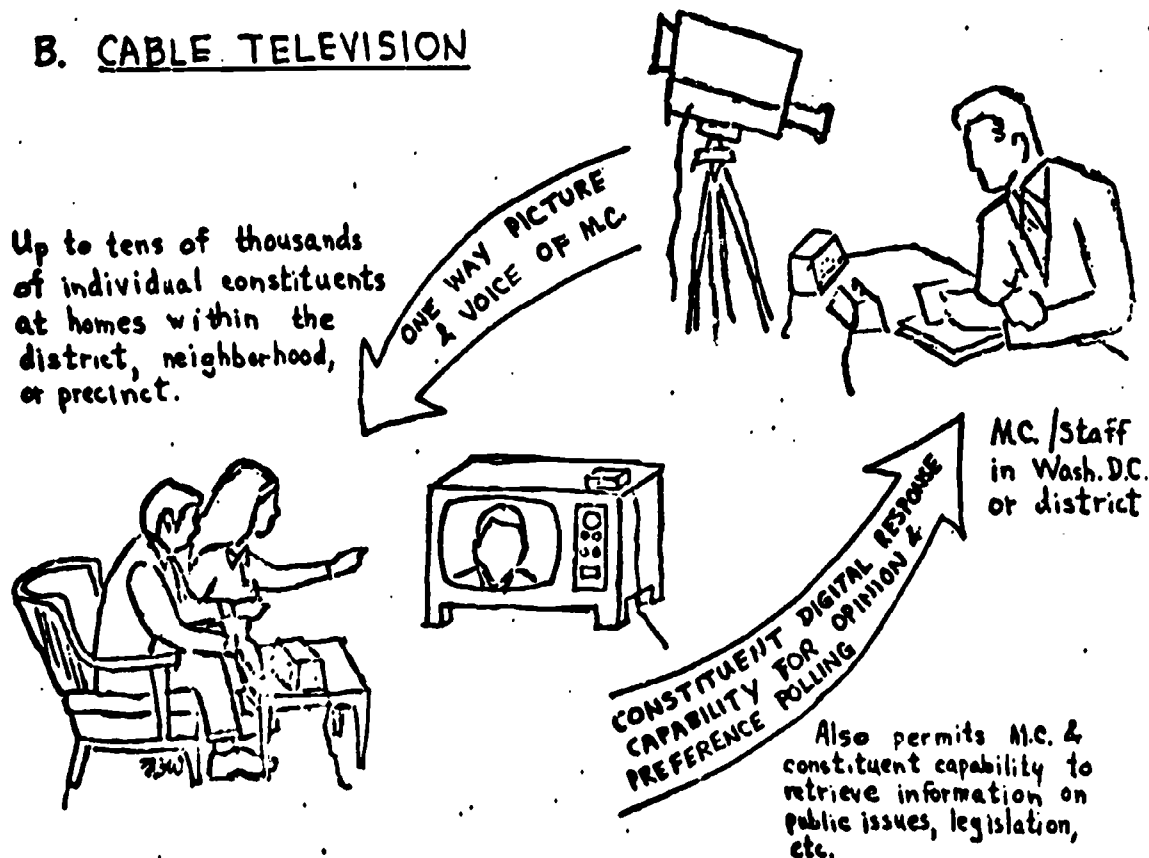 B. CABLE TELEVISION
Up to tens of thousands
of individual constituents
at homes within the
district, neighborhood,
or precinct.
ONE WAY PICTURE
& VOICE OF M.C.
M.C./Staff
in Wash. D.C.
or district
CONSTITUENT DIGITAL RESPONSE
CAPABILITY FOR OPINION &
PREFERENCE POLLING
Also permits M.C. &
constituent capability to
retrieve information on
public issues, legislation,
etc.